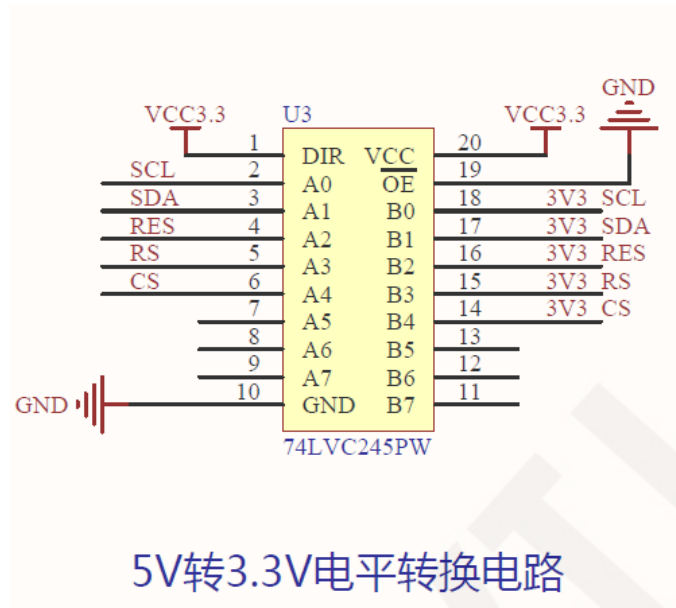 GND
VCC3.3 U3 VCC3.3
1 DIR VCC 20
SCL 2 A0 OE 19
SDA 3 A1 B0 18 3V3 SCL
RES 4 A2 B1 17 3V3 SDA
RS 5 A3 B2 16 3V3 RES
CS 6 A4 B3 15 3V3 RS
7 A5 B4 14 3V3 CS
8 A6 B5 13
9 A7 B6 12
GND 10 GND B7 11
74LVC245PW
5V转3.3V电平转换电路